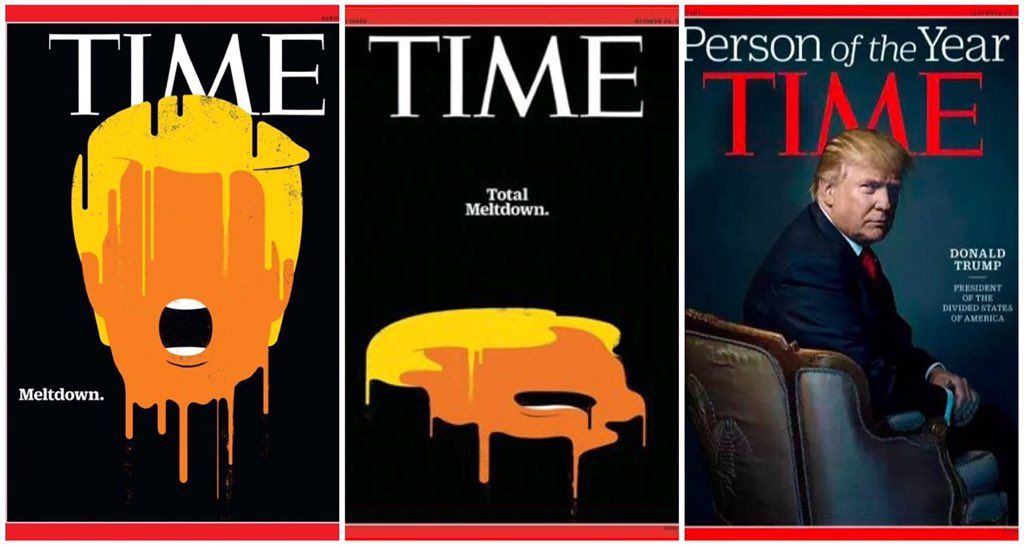 TIME
Meltdown.
TIME
Total
Meltdown.
Person of the Year
TIME
DONALD
TRUMP
PRESIDENT
OF THE
DIVIDED STATES
OF AMERICA